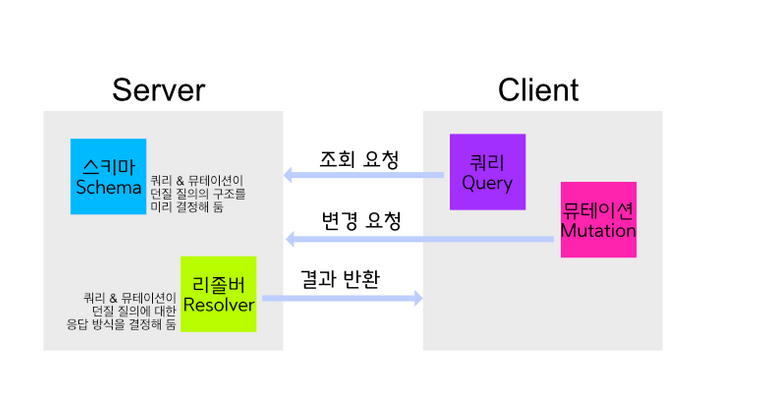 Server
Client
스키마
Schema
쿼리 & 뮤테이션이
던질 질의의 구조를
미리 결정해 둠
조회 요청
쿼리
Query
뮤테이션
Mutation
변경 요청
결과 반환
리졸버
Resolver
쿼리 & 뮤테이션이
던질 질의에 대한
응답 방식을 결정해 둠